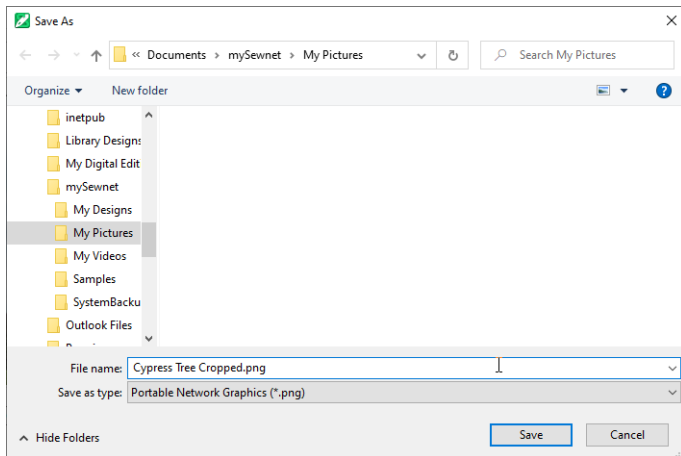 Save As
« Documents › mySewnet › My Pictures
Search My Pictures
Organize
New folder
inetpub
Library Designs
My Digital Edit
mySewnet
My Designs
My Pictures
My Videos
Samples
SystemBacku
Outlook Files
File name: Cypress Tree Cropped.png
Save as type: Portable Network Graphics (*.png)
Hide Folders
Save
Cancel